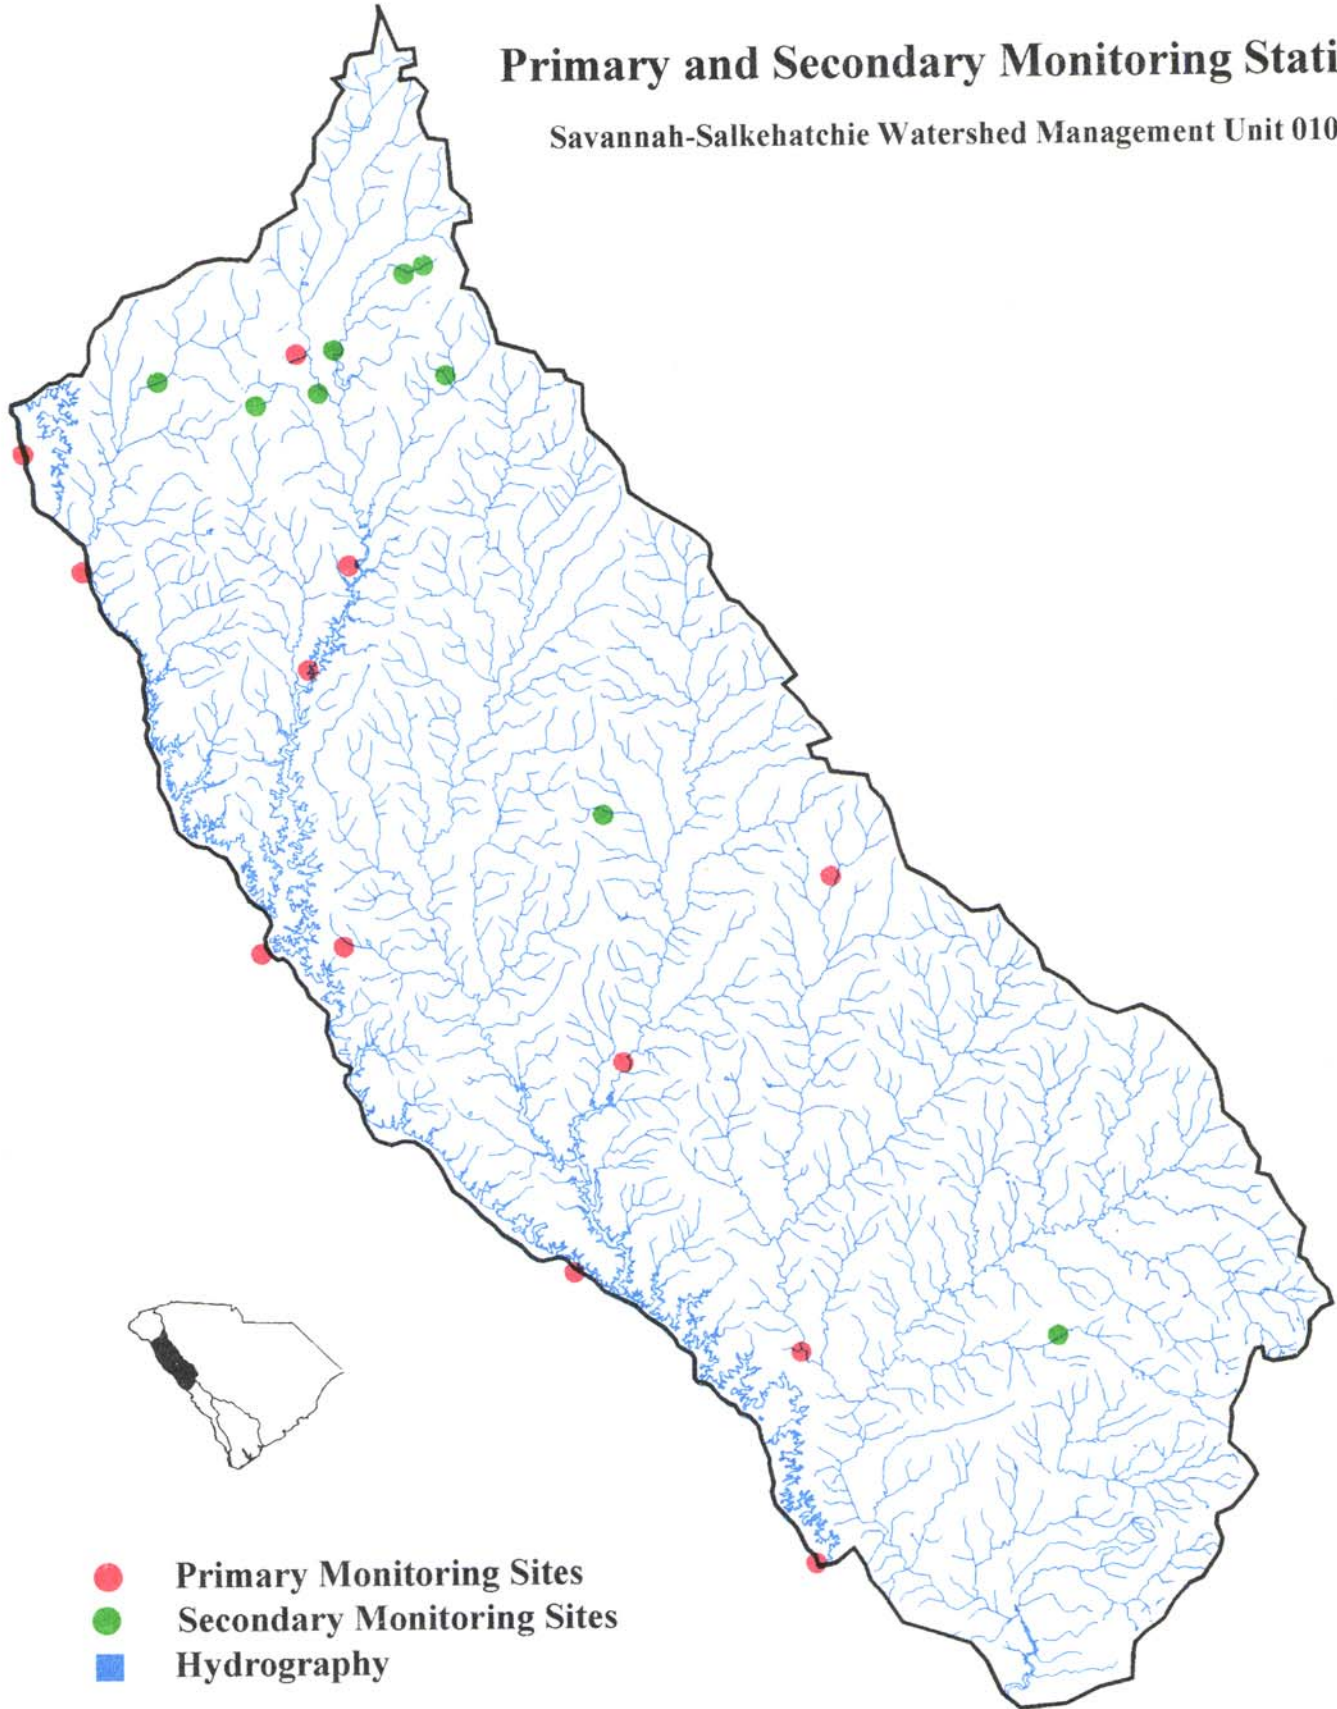 Primary and Secondary Monitoring Stati
Savannah-Salkehatchie Watershed Management Unit 010
Primary Monitoring Sites
Secondary Monitoring Sites
Hydrography